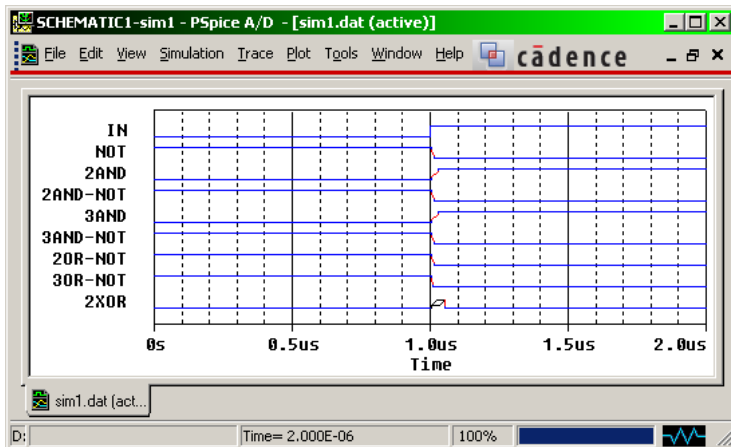 SCHEMATIC1-sim1 - PSpice A/D - [sim1.dat (active)]
File Edit View Simulation Trace Plot Tools Window Help cādence
IN
NOT
2AND
2AND-NOT
3AND
3AND-NOT
2OR-NOT
3OR-NOT
2XOR
0s 0.5us 1.0us 1.5us 2.0us
Time
sim1.dat (act...
D: Time= 2.000E-06 100%